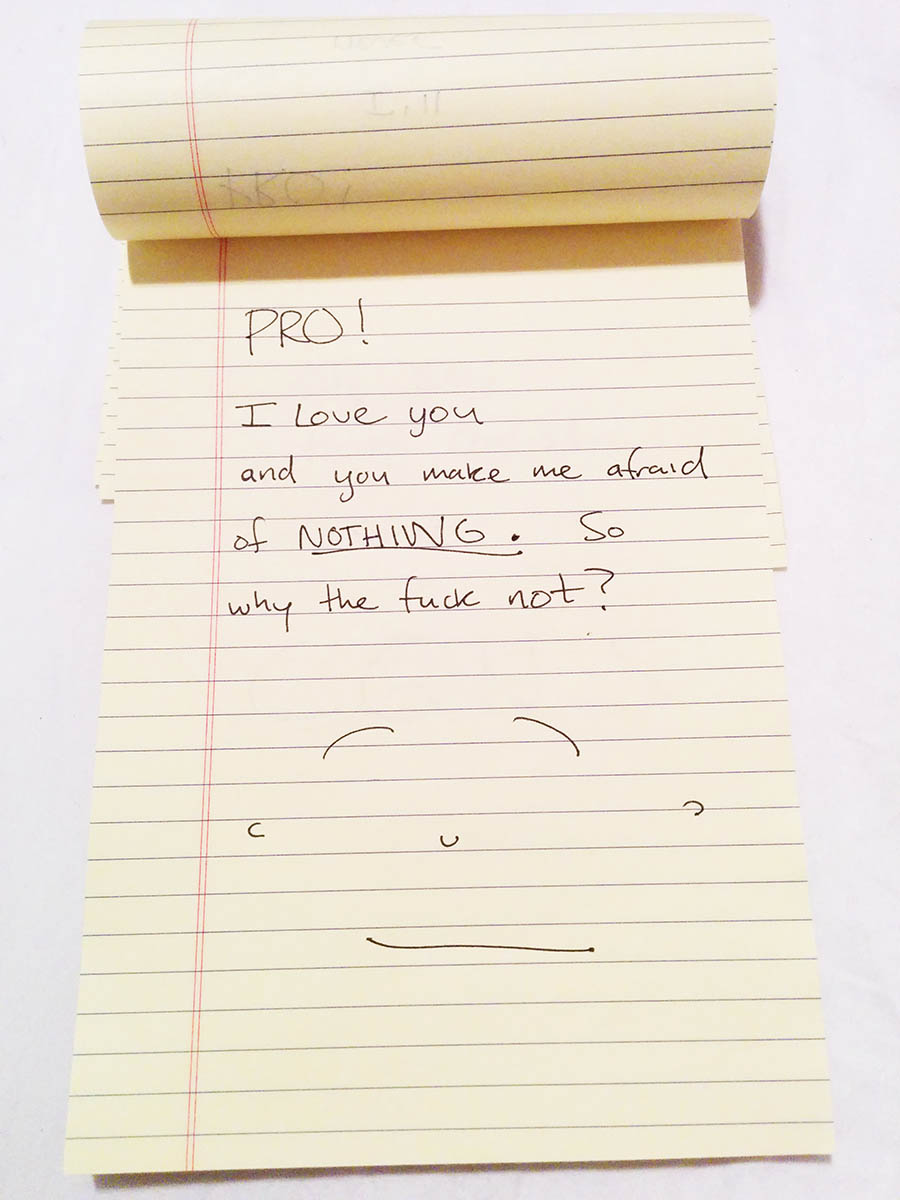 PRO!
I Love you
and you make me afraid
of NOTHING. So
why the fuck not?